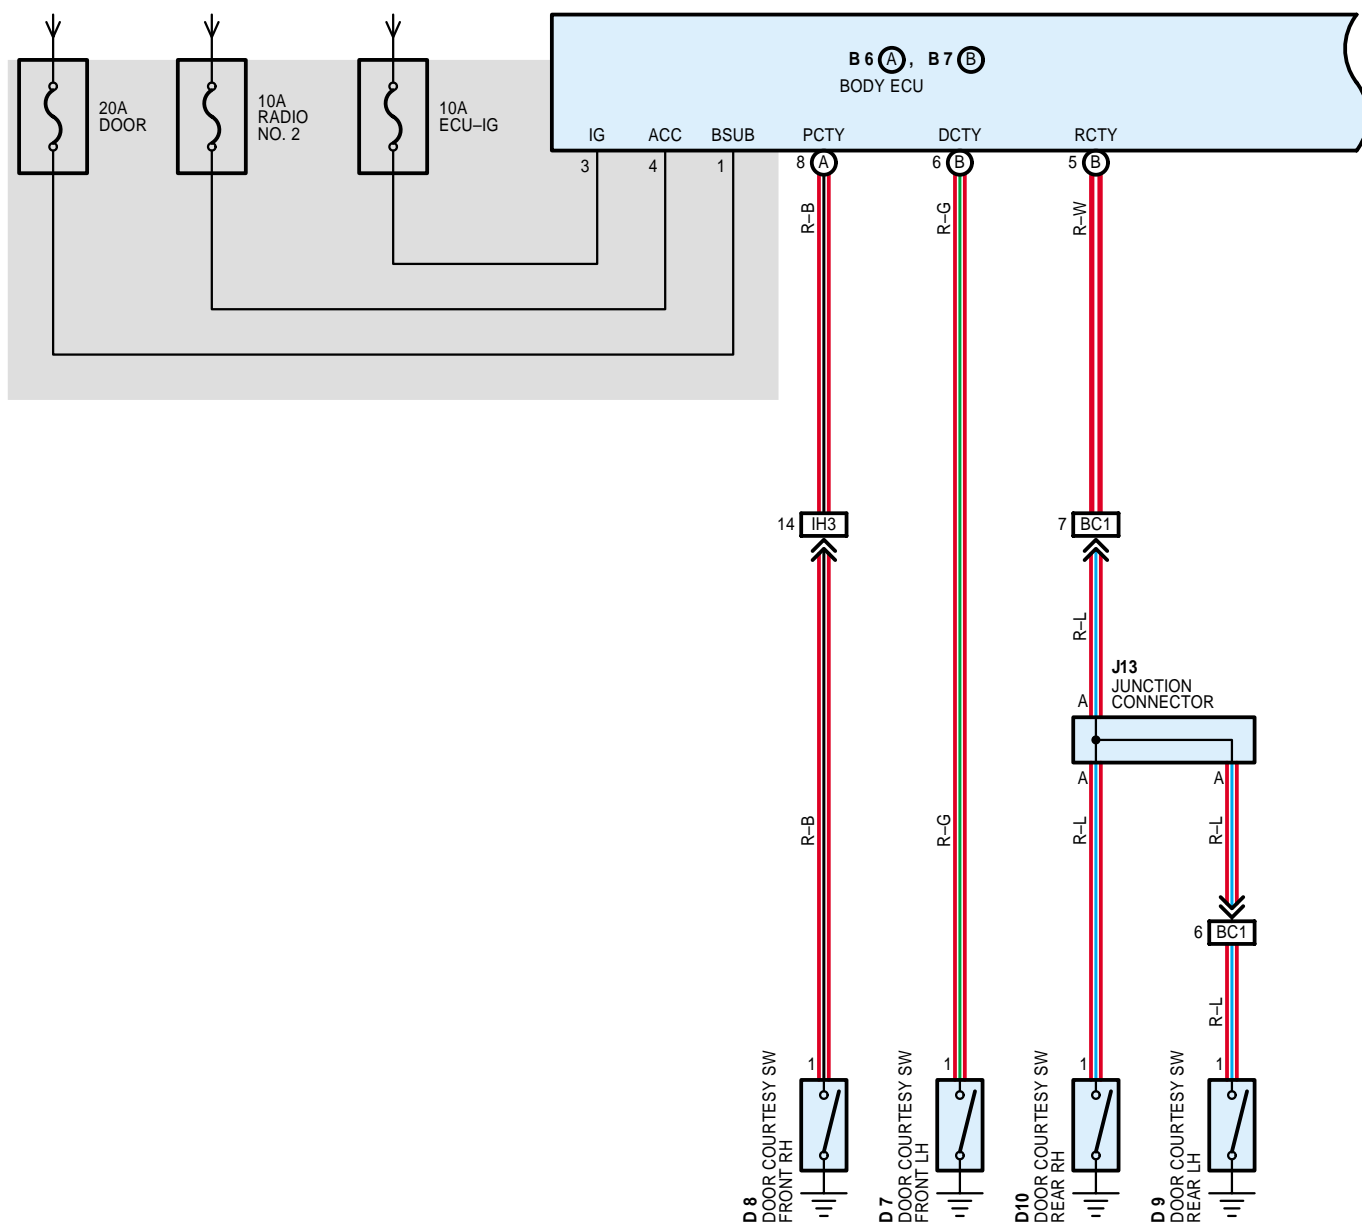 B 6 A , B 7 B
BODY ECU
20A
DOOR
10A
RADIO
NO. 2
10A
ECU–IG
IG
ACC
BSUB
PCTY
DCTY
RCTY
3
4
1
8 A
6 B
5 B
R–B
R–G
R–W
14 IH3
7 BC1
R–L
J13
JUNCTION
CONNECTOR
A
A
A
R–B
R–G
R–L
R–L
6 BC1
R–L
1
1
1
1
D 8
DOOR COURTESY SW
FRONT RH
D 7
DOOR COURTESY SW
FRONT LH
D10
DOOR COURTESY SW
REAR RH
D 9
DOOR COURTESY SW
REAR LH